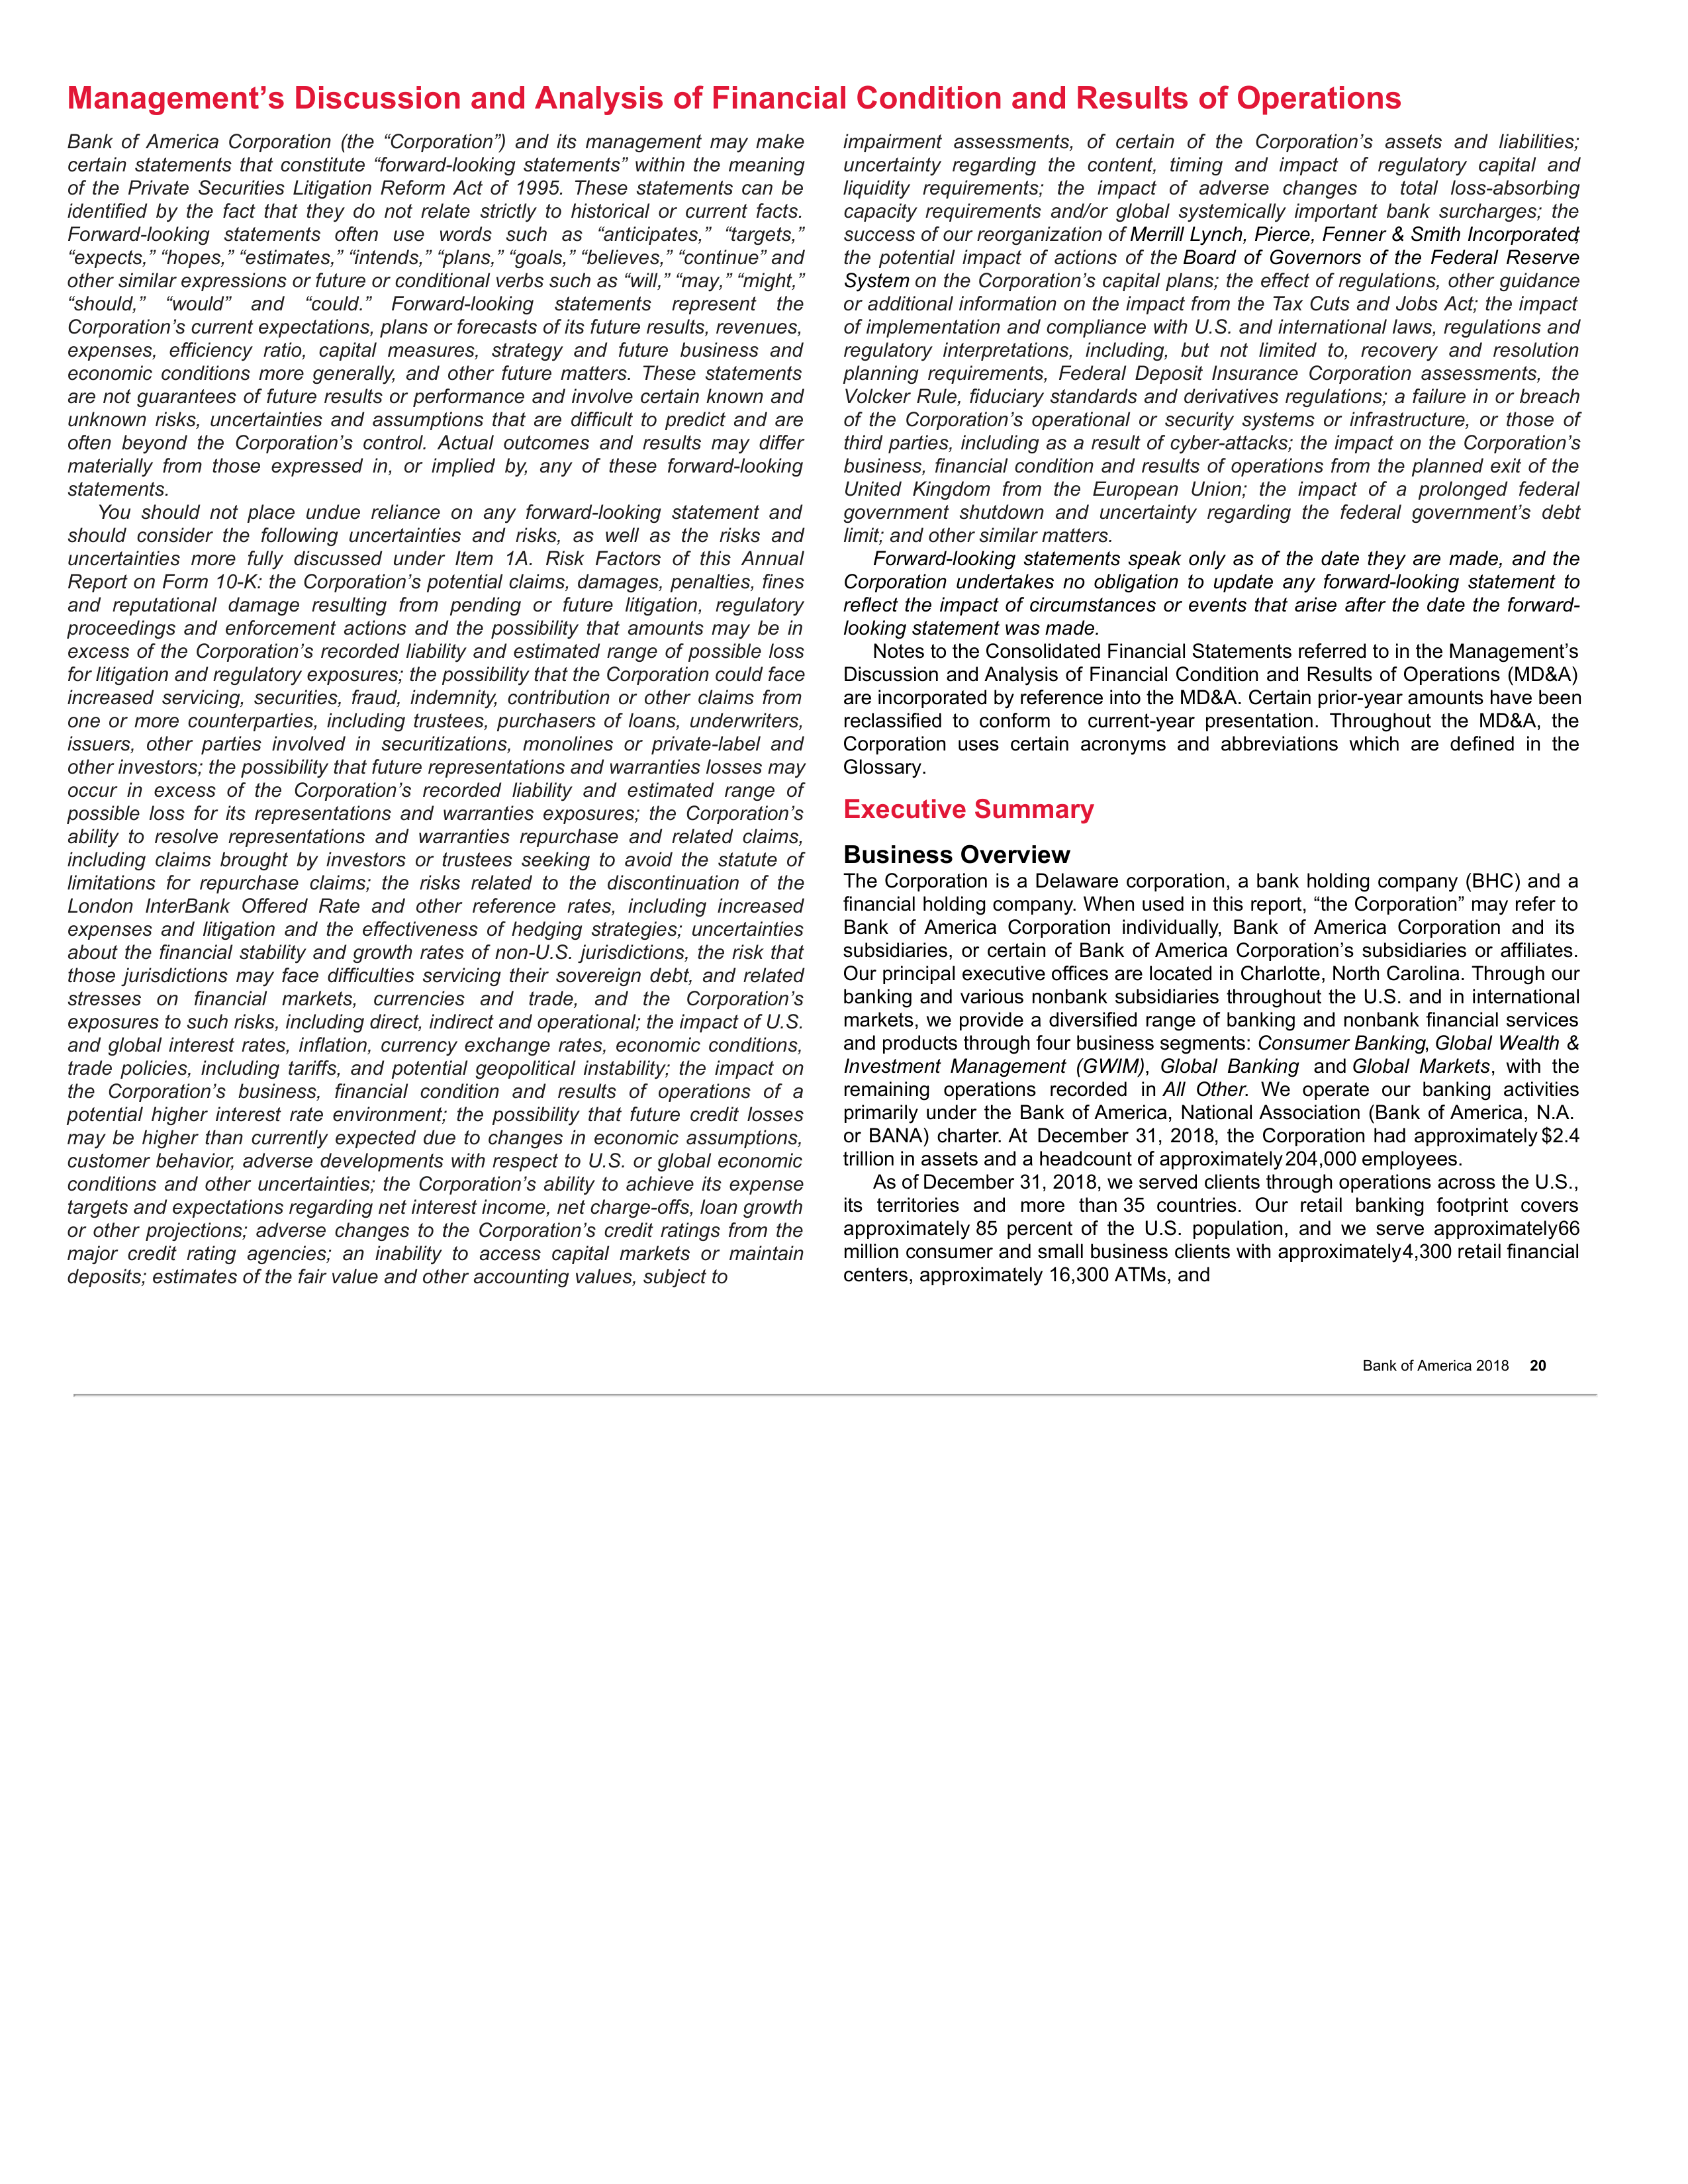 Management’s Discussion and Analysis of Financial Condition and Results of Operations
Bank of America Corporation (the “Corporation”) and its management may make
certain statements that constitute “forward-looking statements” within the meaning
of the Private Securities Litigation Reform Act of 1995. These statements can be
identified by the fact that they do not relate strictly to historical or current facts.
Forward-looking statements often use words such as “anticipates,” “targets,”
“expects,” “hopes,” “estimates,” “intends,” “plans,” “goals,” “believes,” “continue” and
other similar expressions or future or conditional verbs such as “will,” “may,” “might,”
“should,” “would” and “could.” Forward-looking statements represent the
Corporation’s current expectations, plans or forecasts of its future results, revenues,
expenses, efficiency ratio, capital measures, strategy and future business and
economic conditions more generally, and other future matters. These statements
are not guarantees of future results or performance and involve certain known and
unknown risks, uncertainties and assumptions that are difficult to predict and are
often beyond the Corporation’s control. Actual outcomes and results may differ
materially from those expressed in, or implied by, any of these forward-looking
statements.
You should not place undue reliance on any forward-looking statement and
should consider the following uncertainties and risks, as well as the risks and
uncertainties more fully discussed under Item 1A. Risk Factors of this Annual
Report on Form 10-K: the Corporation’s potential claims, damages, penalties, fines
and reputational damage resulting from pending or future litigation, regulatory
proceedings and enforcement actions and the possibility that amounts may be in
excess of the Corporation’s recorded liability and estimated range of possible loss
for litigation and regulatory exposures; the possibility that the Corporation could face
increased servicing, securities, fraud, indemnity, contribution or other claims from
one or more counterparties, including trustees, purchasers of loans, underwriters,
issuers, other parties involved in securitizations, monolines or private-label and
other investors; the possibility that future representations and warranties losses may
occur in excess of the Corporation’s recorded liability and estimated range of
possible loss for its representations and warranties exposures; the Corporation’s
ability to resolve representations and warranties repurchase and related claims,
including claims brought by investors or trustees seeking to avoid the statute of
limitations for repurchase claims; the risks related to the discontinuation of the
London InterBank Offered Rate and other reference rates, including increased
expenses and litigation and the effectiveness of hedging strategies; uncertainties
about the financial stability and growth rates of non-U.S. jurisdictions, the risk that
those jurisdictions may face difficulties servicing their sovereign debt, and related
stresses on financial markets, currencies and trade, and the Corporation’s
exposures to such risks, including direct, indirect and operational; the impact of U.S.
and global interest rates, inflation, currency exchange rates, economic conditions,
trade policies, including tariffs, and potential geopolitical instability; the impact on
the Corporation’s business, financial condition and results of operations of a
potential higher interest rate environment; the possibility that future credit losses
may be higher than currently expected due to changes in economic assumptions,
customer behavior, adverse developments with respect to U.S. or global economic
conditions and other uncertainties; the Corporation’s ability to achieve its expense
targets and expectations regarding net interest income, net charge-offs, loan growth
or other projections; adverse changes to the Corporation’s credit ratings from the
major credit rating agencies; an inability to access capital markets or maintain
deposits; estimates of the fair value and other accounting values, subject to
impairment assessments, of certain of the Corporation’s assets and liabilities;
uncertainty regarding the content, timing and impact of regulatory capital and
liquidity requirements; the impact of adverse changes to total loss-absorbing
capacity requirements and/or global systemically important bank surcharges; the
success of our reorganization of Merrill Lynch, Pierce, Fenner & Smith Incorporated;
the potential impact of actions of the Board of Governors of the Federal Reserve
System on the Corporation’s capital plans; the effect of regulations, other guidance
or additional information on the impact from the Tax Cuts and Jobs Act; the impact
of implementation and compliance with U.S. and international laws, regulations and
regulatory interpretations, including, but not limited to, recovery and resolution
planning requirements, Federal Deposit Insurance Corporation assessments, the
Volcker Rule, fiduciary standards and derivatives regulations; a failure in or breach
of the Corporation’s operational or security systems or infrastructure, or those of
third parties, including as a result of cyber-attacks; the impact on the Corporation’s
business, financial condition and results of operations from the planned exit of the
United Kingdom from the European Union; the impact of a prolonged federal
government shutdown and uncertainty regarding the federal government’s debt
limit; and other similar matters.
Forward-looking statements speak only as of the date they are made, and the
Corporation undertakes no obligation to update any forward-looking statement to
reflect the impact of circumstances or events that arise after the date the forward-
looking statement was made.
Notes to the Consolidated Financial Statements referred to in the Management’s
Discussion and Analysis of Financial Condition and Results of Operations (MD&A)
are incorporated by reference into the MD&A. Certain prior-year amounts have been
reclassified to conform to current-year presentation. Throughout the MD&A, the
Corporation uses certain acronyms and abbreviations which are defined in the
Glossary.
Executive Summary
Business Overview
The Corporation is a Delaware corporation, a bank holding company (BHC) and a
financial holding company. When used in this report, “the Corporation” may refer to
Bank of America Corporation individually, Bank of America Corporation and its
subsidiaries, or certain of Bank of America Corporation’s subsidiaries or affiliates.
Our principal executive offices are located in Charlotte, North Carolina. Through our
banking and various nonbank subsidiaries throughout the U.S. and in international
markets, we provide a diversified range of banking and nonbank financial services
and products through four business segments: Consumer Banking, Global Wealth &
Investment Management (GWIM), Global Banking and Global Markets, with the
remaining operations recorded in All Other. We operate our banking activities
primarily under the Bank of America, National Association (Bank of America, N.A.
or BANA) charter. At December 31, 2018, the Corporation had approximately $2.4
trillion in assets and a headcount of approximately 204,000 employees.
As of December 31, 2018, we served clients through operations across the U.S.,
its territories and more than 35 countries. Our retail banking footprint covers
approximately 85 percent of the U.S. population, and we serve approximately 66
million consumer and small business clients with approximately 4,300 retail financial
centers, approximately 16,300 ATMs, and
Bank of America 2018 20